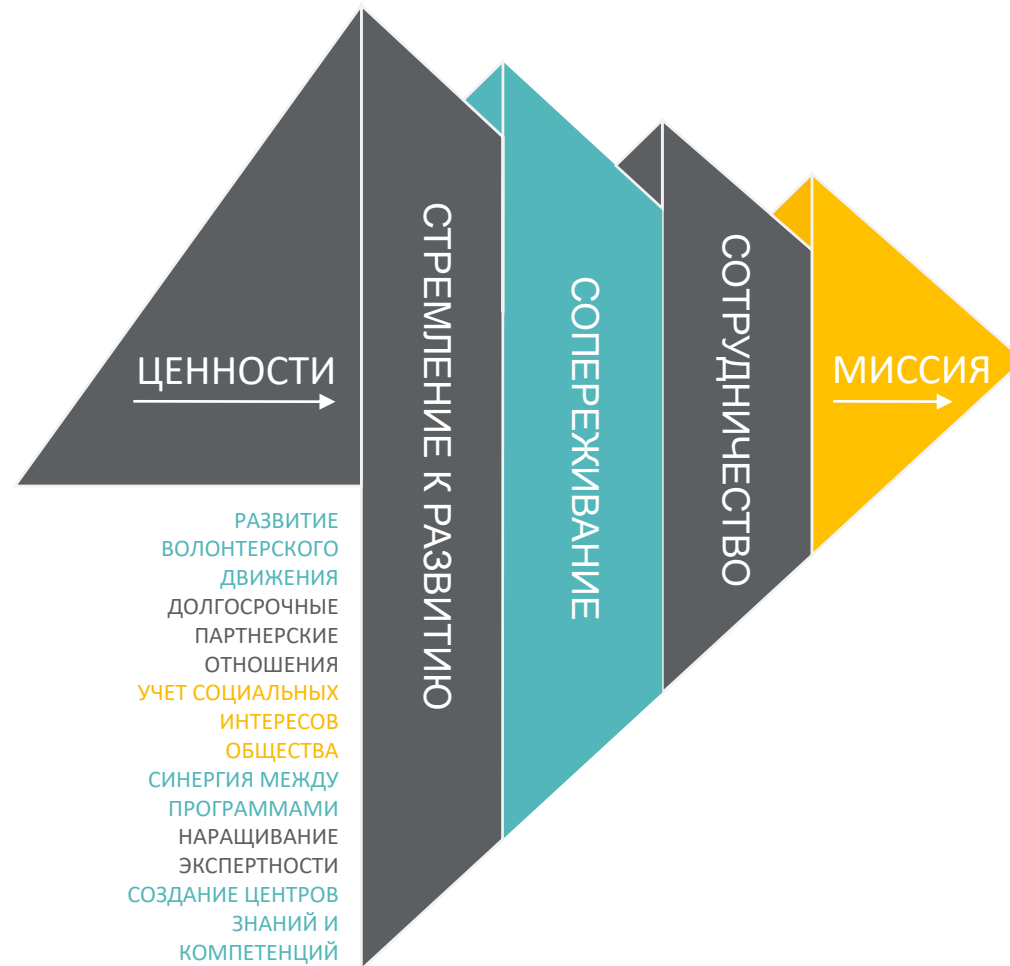 ЦЕННОСТИ
СТРЕМЛЕНИЕ К РАЗВИТИЮ
СОПЕРЕЖИВАНИЕ
СОТРУДНИЧЕСТВО
МИССИЯ
РАЗВИТИЕ
ВОЛОНТЕРСКОГО
ДВИЖЕНИЯ
ДОЛГОСРОЧНЫЕ
ПАРТНЕРСКИЕ
ОТНОШЕНИЯ
УЧЕТ СОЦИАЛЬНЫХ
ИНТЕРЕСОВ
ОБЩЕСТВА
СИНЕРГИЯ МЕЖДУ
ПРОГРАММАМИ
НАРАЩИВАНИЕ
ЭКСПЕРТНОСТИ
СОЗДАНИЕ ЦЕНТРОВ
ЗНАНИЙ И
КОМПЕТЕНЦИЙ